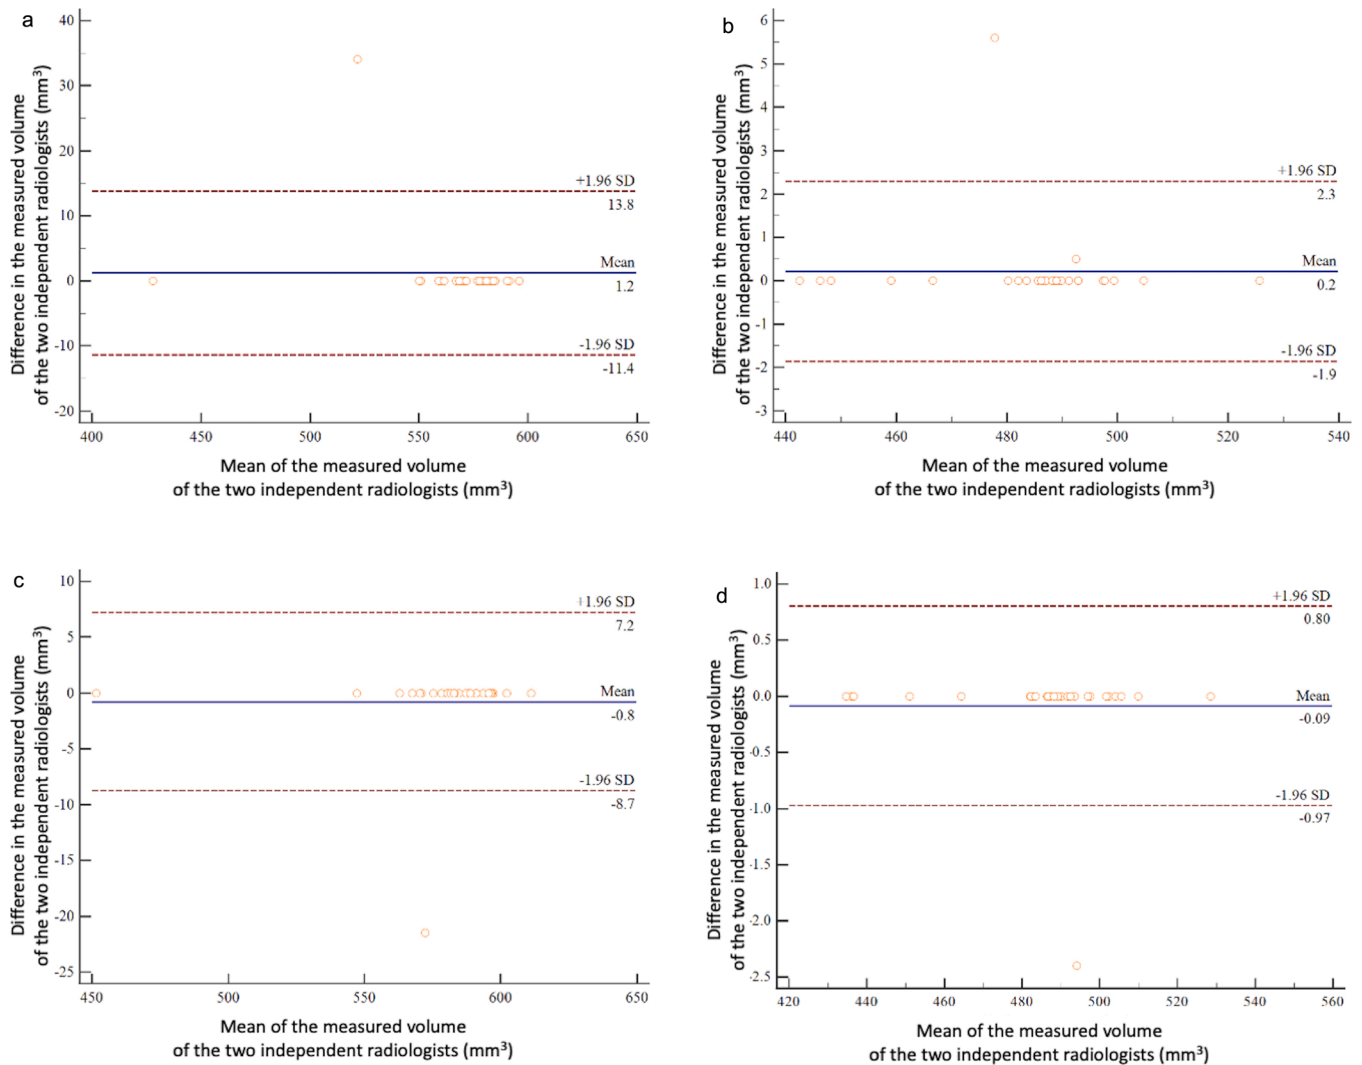 a
Difference in the measured volume
of the two independent radiologists (mm³)
40
30
20
10
0
-10
-20
+1.96 SD
13.8
Mean
1.2
-1.96 SD
-11.4
400 450 500 550 600 650
Mean of the measured volume
of the two independent radiologists (mm³)
b
Difference in the measured volume
of the two independent radiologists (mm³)
6
5
4
3
2
1
0
-1
-2
-3
+1.96 SD
2.3
Mean
0.2
-1.96 SD
-1.9
440 460 480 500 520 540
Mean of the measured volume
of the two independent radiologists (mm³)
c
Difference in the measured volume
of the two independent radiologists (mm³)
10
5
0
-5
-10
-15
-20
-25
+1.96 SD
7.2
Mean
-0.8
-1.96 SD
-8.7
450 500 550 600 650
Mean of the measured volume
of the two independent radiologists (mm³)
d
Difference in the measured volume
of the two independent radiologists (mm³)
1.0
0.5
0.0
-0.5
-1.0
-1.5
-2.0
-2.5
+1.96 SD
0.80
Mean
-0.09
-1.96 SD
-0.97
420 440 460 480 500 520 540 560
Mean of the measured volume
of the two independent radiologists (mm³)